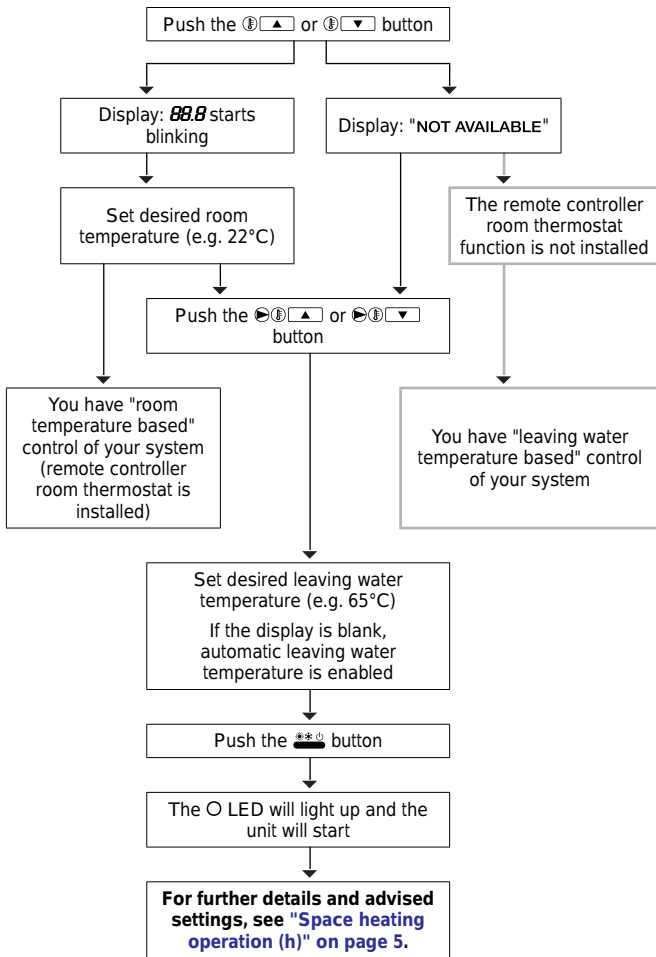 Push the ▲ or ▼ button
Display: 88.8 starts
blinking
Display: "NOT AVAILABLE"
Set desired room
temperature (e.g. 22°C)
The remote controller
room thermostat
function is not installed
Push the ▲ or ▼
button
You have "room
temperature based"
control of your system
(remote controller
room thermostat is
installed)
You have "leaving water
temperature based" control
of your system
Set desired leaving water
temperature (e.g. 65°C)
If the display is blank,
automatic leaving water
temperature is enabled
Push the button
The LED will light up and the
unit will start
For further details and advised
settings, see "Space heating
operation (h)" on page 5.